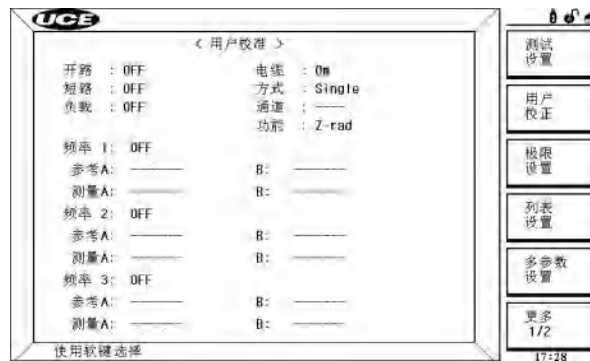 UCE
< 用户校准 >
开路 : OFF 电缆 : 0m
短路 : OFF 方式 : Single
负载 : OFF 通道 : ----
功能 : Z-rad
频率 1: OFF
参考A: ------ B: ------
测量A: ------ B: ------
频率 2: OFF
参考A: ------ B: ------
测量A: ------ B: ------
频率 3: OFF
参考A: ------ B: ------
测量A: ------ B: ------
使用软键选择
测试
设置
用户
校正
极限
设置
列表
设置
多参数
设置
更多
1/2
17:28